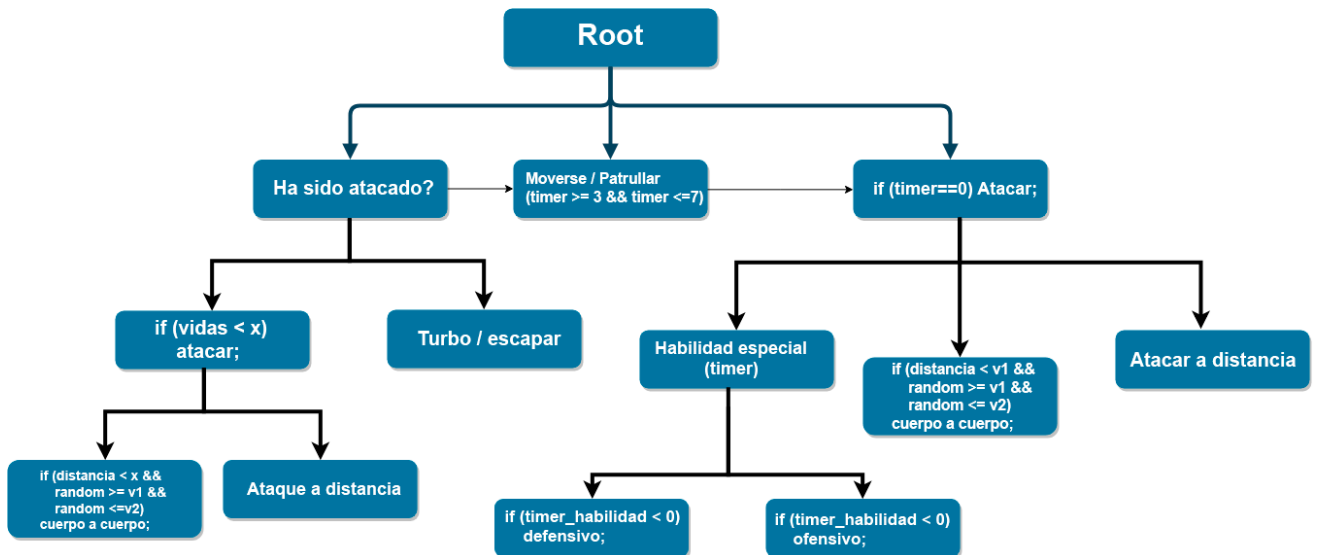 Root
Ha sido atacado?
Moverse / Patrullar
(timer >= 3 && timer <=7)
if (timer==0) Atacar;
if (vidas < x)
atacar;
Turbo / escapar
Habilidad especial
(timer)
if (distancia < v1 &&
random >= v1 &&
random <= v2)
cuerpo a cuerpo;
Atacar a distancia
if (distancia < x &&
random >= v1 &&
random <=v2)
cuerpo a cuerpo;
Ataque a distancia
if (timer_habilidad < 0)
defensivo;
if (timer_habilidad < 0)
ofensivo;